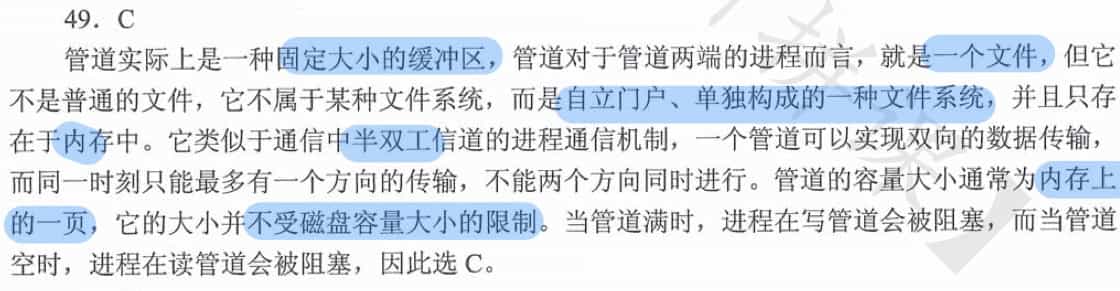 49．C
管道实际上是一种固定大小的缓冲区，管道对于管道两端的进程而言，就是一个文件，但它
不是普通的文件，它不属于某种文件系统，而是自立门户、单独构成的一种文件系统，并且只存
在于内存中。它类似于通信中半双工信道的进程通信机制，一个管道可以实现双向的数据传输，
而同一时刻只能最多有一个方向的传输，不能两个方向同时进行。管道的容量大小通常为内存上
的一页，它的大小并不受磁盘容量大小的限制。当管道满时，进程在写管道会被阻塞，而当管道
空时，进程在读管道会被阻塞，因此选 C。